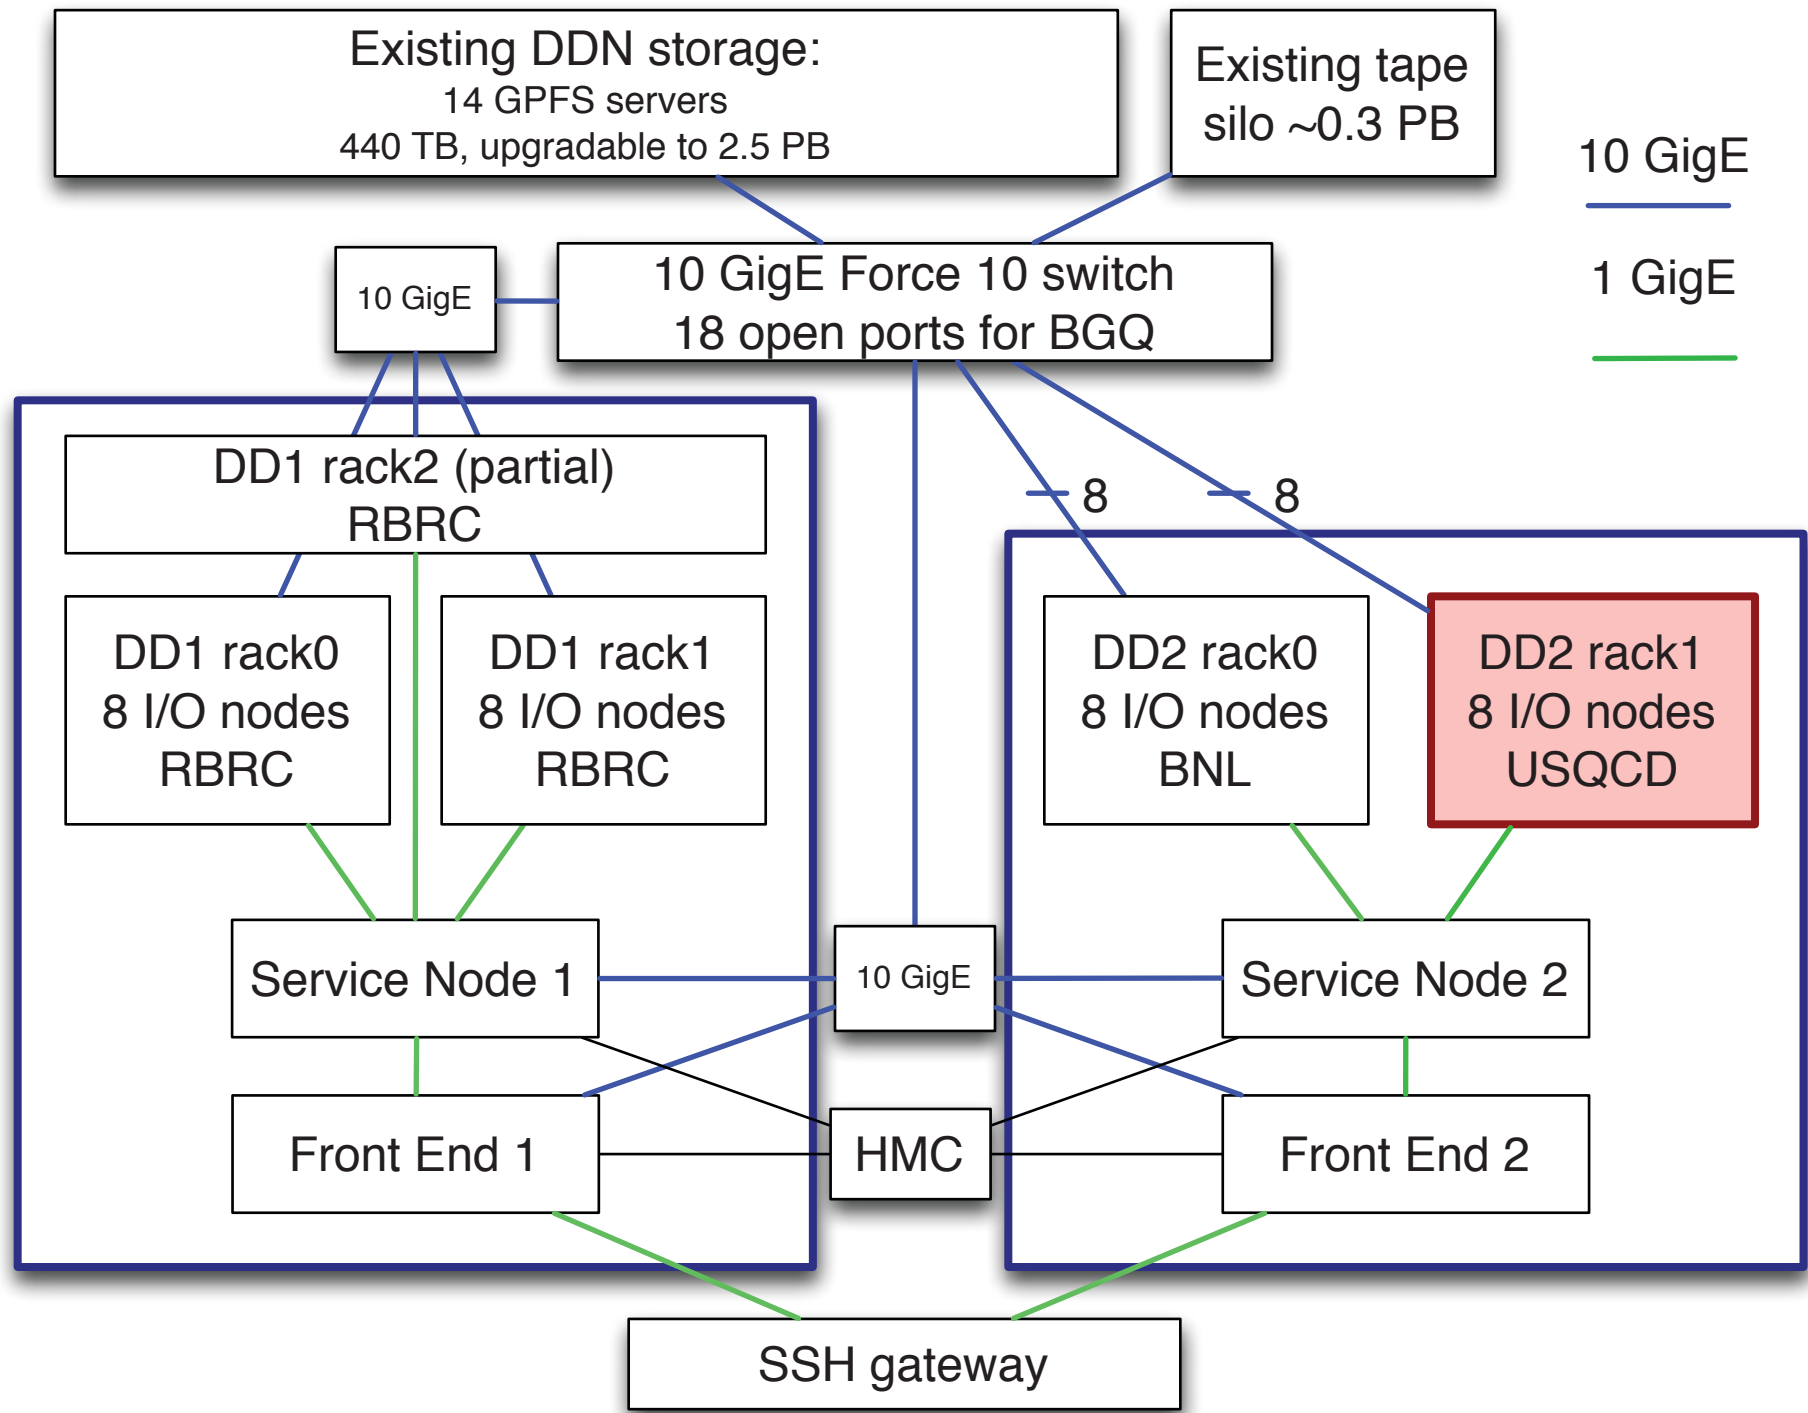 Existing DDN storage:
14 GPFS servers
440 TB, upgradable to 2.5 PB
Existing tape
silo ~0.3 PB
10 GigE
1 GigE
10 GigE
10 GigE Force 10 switch
18 open ports for BGQ
DD1 rack2 (partial)
RBRC
8
8
DD1 rack0
8 I/O nodes
RBRC
DD1 rack1
8 I/O nodes
RBRC
DD2 rack0
8 I/O nodes
BNL
DD2 rack1
8 I/O nodes
USQCD
Service Node 1
10 GigE
Service Node 2
Front End 1
HMC
Front End 2
SSH gateway